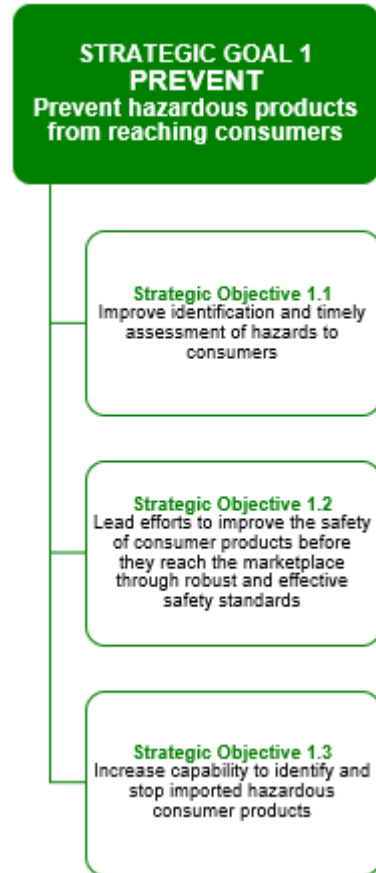 STRATEGIC GOAL 1
PREVENT
Prevent hazardous products
from reaching consumers
Strategic Objective 1.1
Improve identification and timely
assessment of hazards to
consumers
Strategic Objective 1.2
Lead efforts to improve the safety
of consumer products before
they reach the marketplace
through robust and effective
safety standards
Strategic Objective 1.3
Increase capability to identify and
stop imported hazardous
consumer products